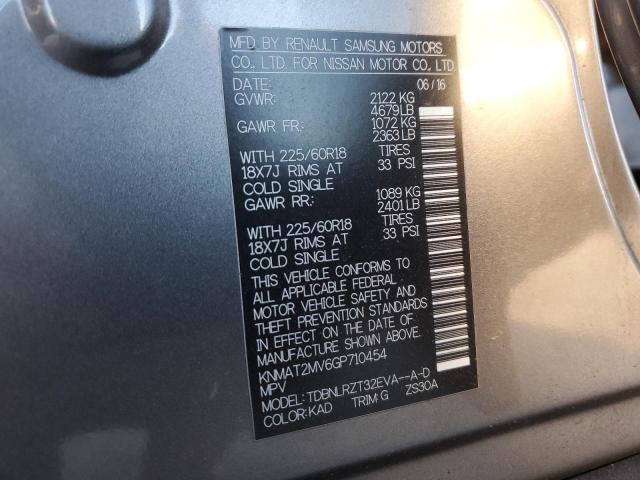 MFD BY RENAULT SAMSUNG MOTORS
CO., LTD. FOR NISSAN MOTOR CO., LTD.
DATE: 06/16
GVWR: 2122 KG
4679 LB
GAWR FR: 1072 KG
2363 LB
WITH 225/60R18 TIRES
18X7J RIMS AT 33 PSI
COLD SINGLE
GAWR RR: 1089 KG
2401 LB
WITH 225/60R18 TIRES
18X7J RIMS AT 33 PSI
COLD SINGLE
THIS VEHICLE CONFORMS TO
ALL APPLICABLE FEDERAL
MOTOR VEHICLE SAFETY AND
THEFT PREVENTION STANDARDS
IN EFFECT ON THE DATE OF
MANUFACTURE SHOWN ABOVE.
KNMAT2MV6GP710454
MPV
MODEL: TDBNLRZT32EVA--A-D
COLOR: KAD TRIM: G ZS30A